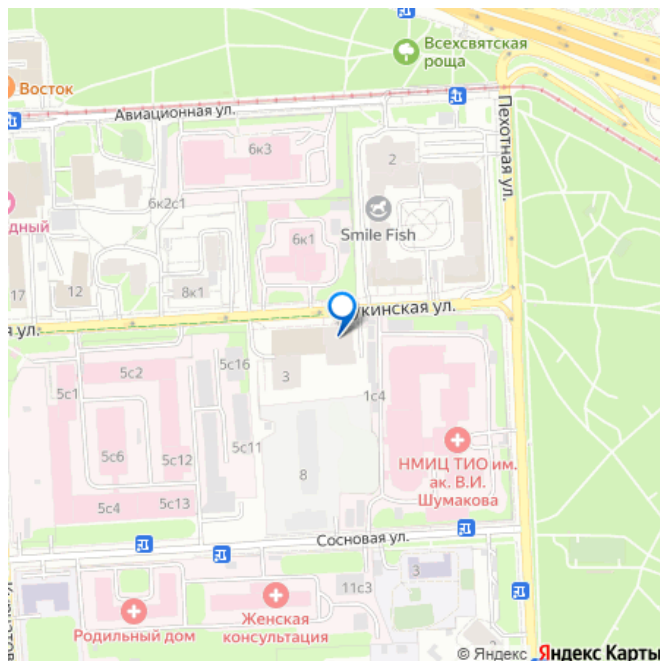 Всехсвятская
роща
Восток
Авиационная ул.
Пехотная ул.
6к3
2
6к2с1
дный
Smile Fish
6к1
17
12
8к1
укинская ул.
я ул.
5с2
5с16
5с1
3
1с4
5с6
5с12
5с11
8
НМИЦ ТИО им.
ак. В.И.
Шумакова
5с4
5с13
Сосновая ул.
3
11с3
Родильный дом
Женская
консультация
© Яндекс Яндекс Карты